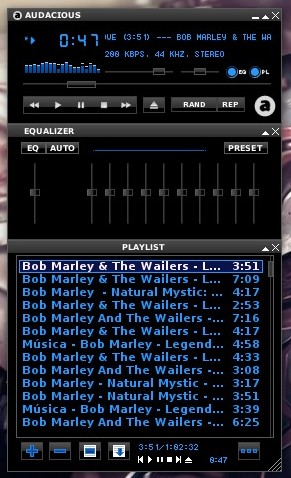 AUDACIOUS
0:47
UE (3:51) --- BOB MARLEY & THE WA
200 KBPS, 44 KHZ, STEREO
EQ PL
RAND REP
a
EQUALIZER
EQ AUTO PRESET
PLAYLIST
Bob Marley & The Wailers - L... 3:51
Bob Marley & The Wailers - L... 7:09
Bob Marley - Natural Mystic: ... 4:17
Bob Marley & The Wailers - L... 2:53
Bob Marley And The Wailers -... 7:16
Bob Marley & The Wailers - L... 4:17
Música - Bob Marley - Legend... 4:58
Bob Marley & The Wailers - L... 4:33
Bob Marley And The Wailers -... 3:08
Bob Marley - Natural Mystic - ... 3:17
Bob Marley - Natural Mystic - ... 3:51
Música - Bob Marley - Legend... 3:39
Bob Marley And The Wailers -... 6:25
3:51/1:02:32
0:47